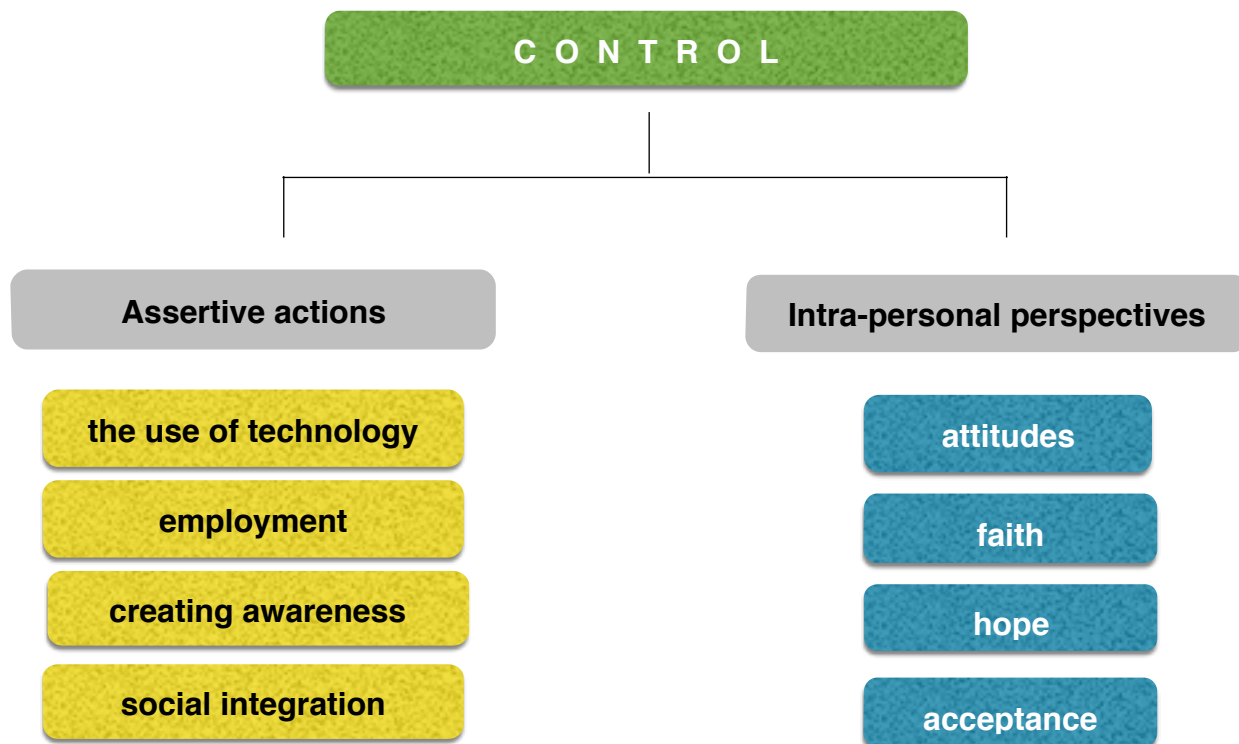 C O N T R O L
Assertive actions
the use of technology
employment
creating awareness
social integration
Intra-personal perspectives
attitudes
faith
hope
acceptance